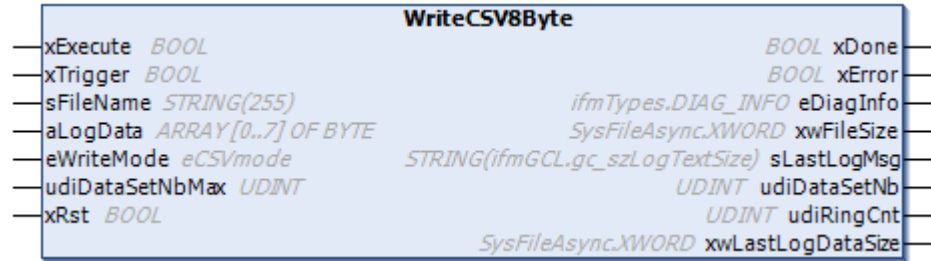 WriteCSV8Byte
xExecute BOOL BOOL xDone
xTrigger BOOL BOOL xError
sFileName STRING(255) ifmTypes.DIAG_INFO eDiagInfo
aLogData ARRAY [0..7] OF BYTE SysFileAsync.XWORD xwFileSize
eWriteMode eCSVmode STRING(ifmGCL.gc_szLogTextSize) sLastLogMsg
udiDataSetNbMax UDINT UDINT udiDataSetNb
xRst BOOL UDINT udiRingCnt
SysFileAsync.XWORD xwLastLogDataSize